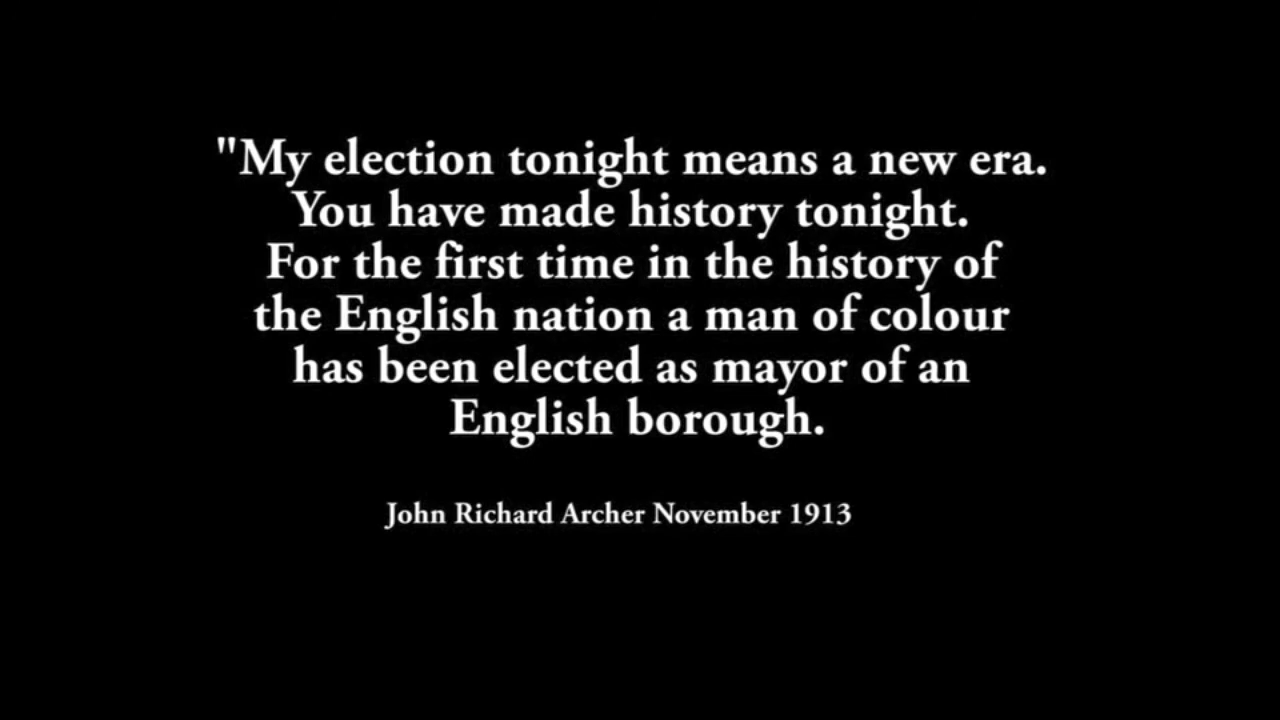 "My election tonight means a new era.
You have made history tonight.
For the first time in the history of
the English nation a man of colour
has been elected as mayor of an
English borough.
John Richard Archer November 1913